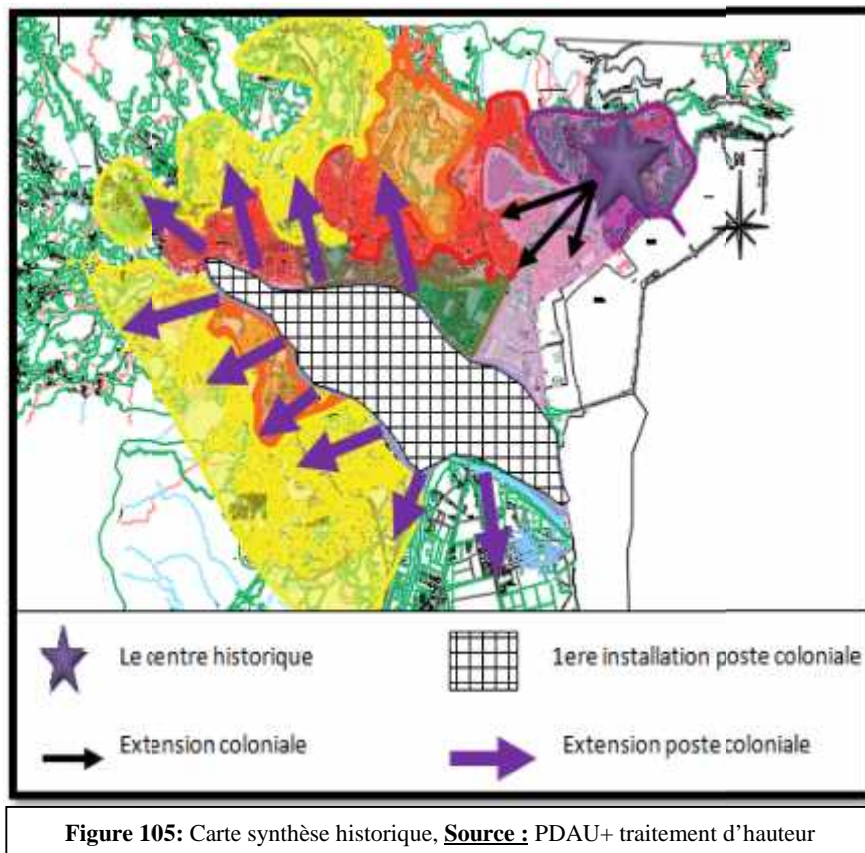 N
Le centre historique
1ere installation poste coloniale
Extension coloniale
Extension poste coloniale
Figure 105: Carte synthèse historique, Source : PDAU+ traitement d'hauteur